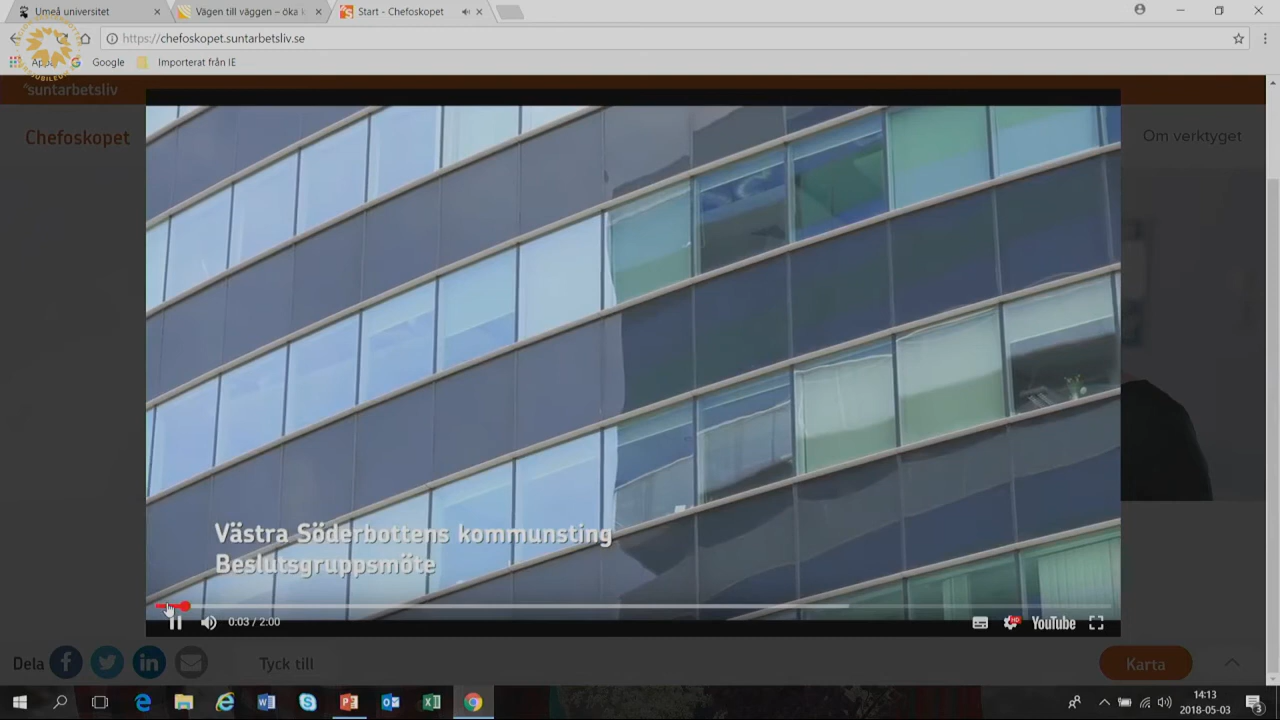 Umeå universitet
Vägen till väggen – öka k
Start - Chefoskopet
https://chefoskopet.suntarbetsliv.se
Google
Importerat från IE
suntarbetsliv
Chefoskopet
Om verktyget
Västra Söderbottens kommunsting
Beslutsgruppsmöte
0:03 / 2:00
HD
YouTube
Dela
Tyck till
Karta
14:13
2018-05-03
3